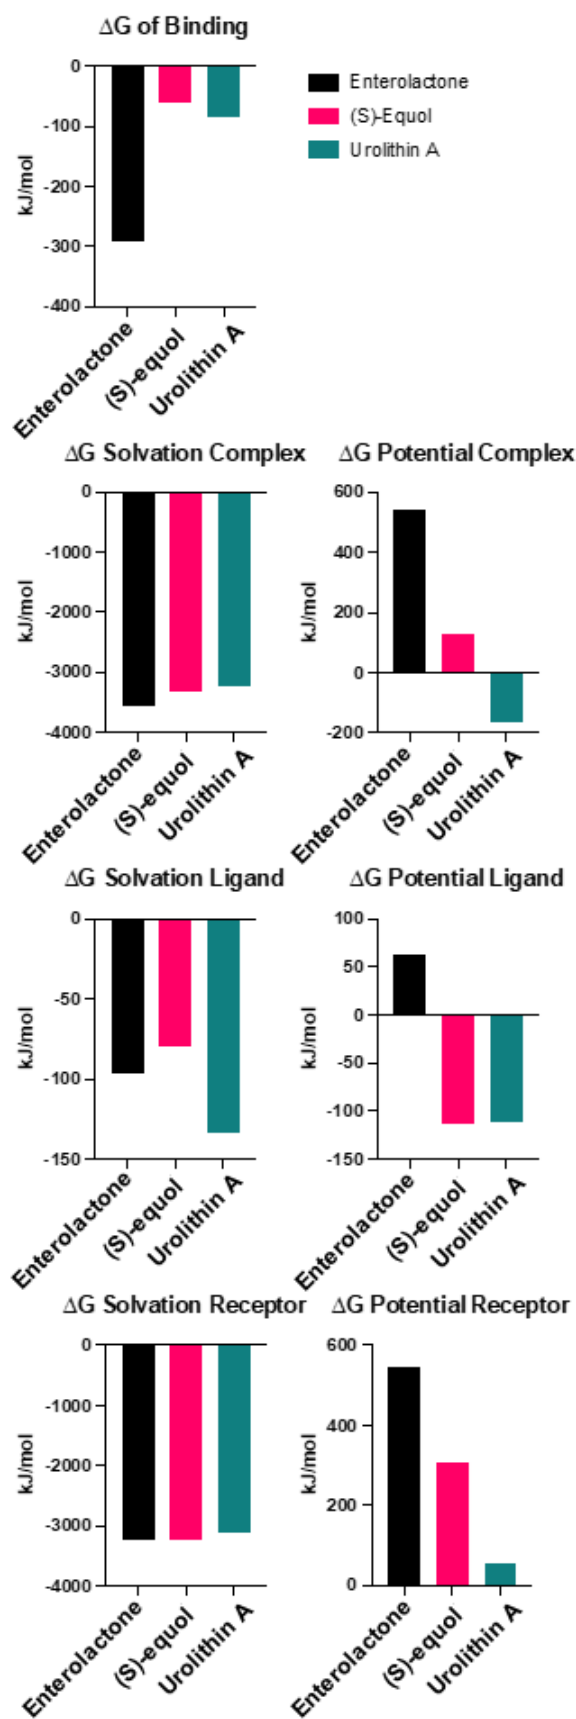 ΔG of Binding
0
-100
-200
-300
-400
kJ/mol
Enterolactone
(S)-equol
Urolithin A
Enterolactone
(S)-Equol
Urolithin A
ΔG Solvation Complex
0
-1000
-2000
-3000
-4000
kJ/mol
Enterolactone
(S)-equol
Urolithin A
ΔG Potential Complex
600
400
200
0
-200
kJ/mol
Enterolactone
(S)-equol
Urolithin A
ΔG Solvation Ligand
0
-50
-100
-150
kJ/mol
Enterolactone
(S)-equol
Urolithin A
ΔG Potential Ligand
100
50
0
-50
-100
-150
kJ/mol
Enterolactone
(S)-equol
Urolithin A
ΔG Solvation Receptor
0
-1000
-2000
-3000
-4000
kJ/mol
Enterolactone
(S)-equol
Urolithin A
ΔG Potential Receptor
600
400
200
0
kJ/mol
Enterolactone
(S)-equol
Urolithin A